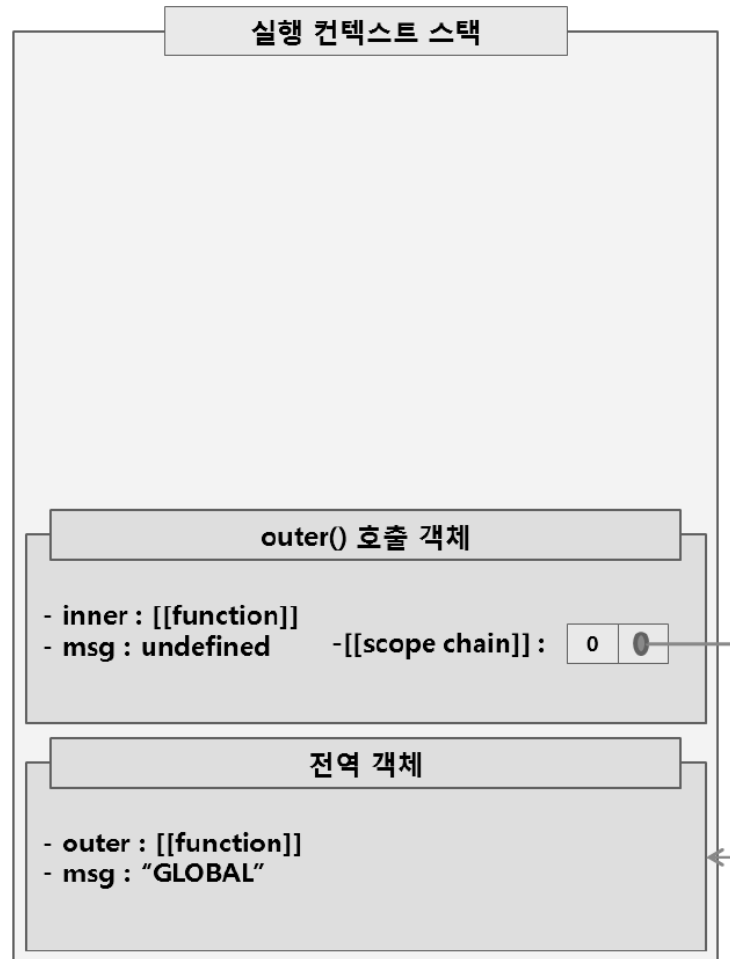 실행 컨텍스트 스택
outer() 호출 객체
- inner : [[function]]
- msg : undefined -[[scope chain]] : 0
전역 객체
- outer : [[function]]
- msg : “GLOBAL”